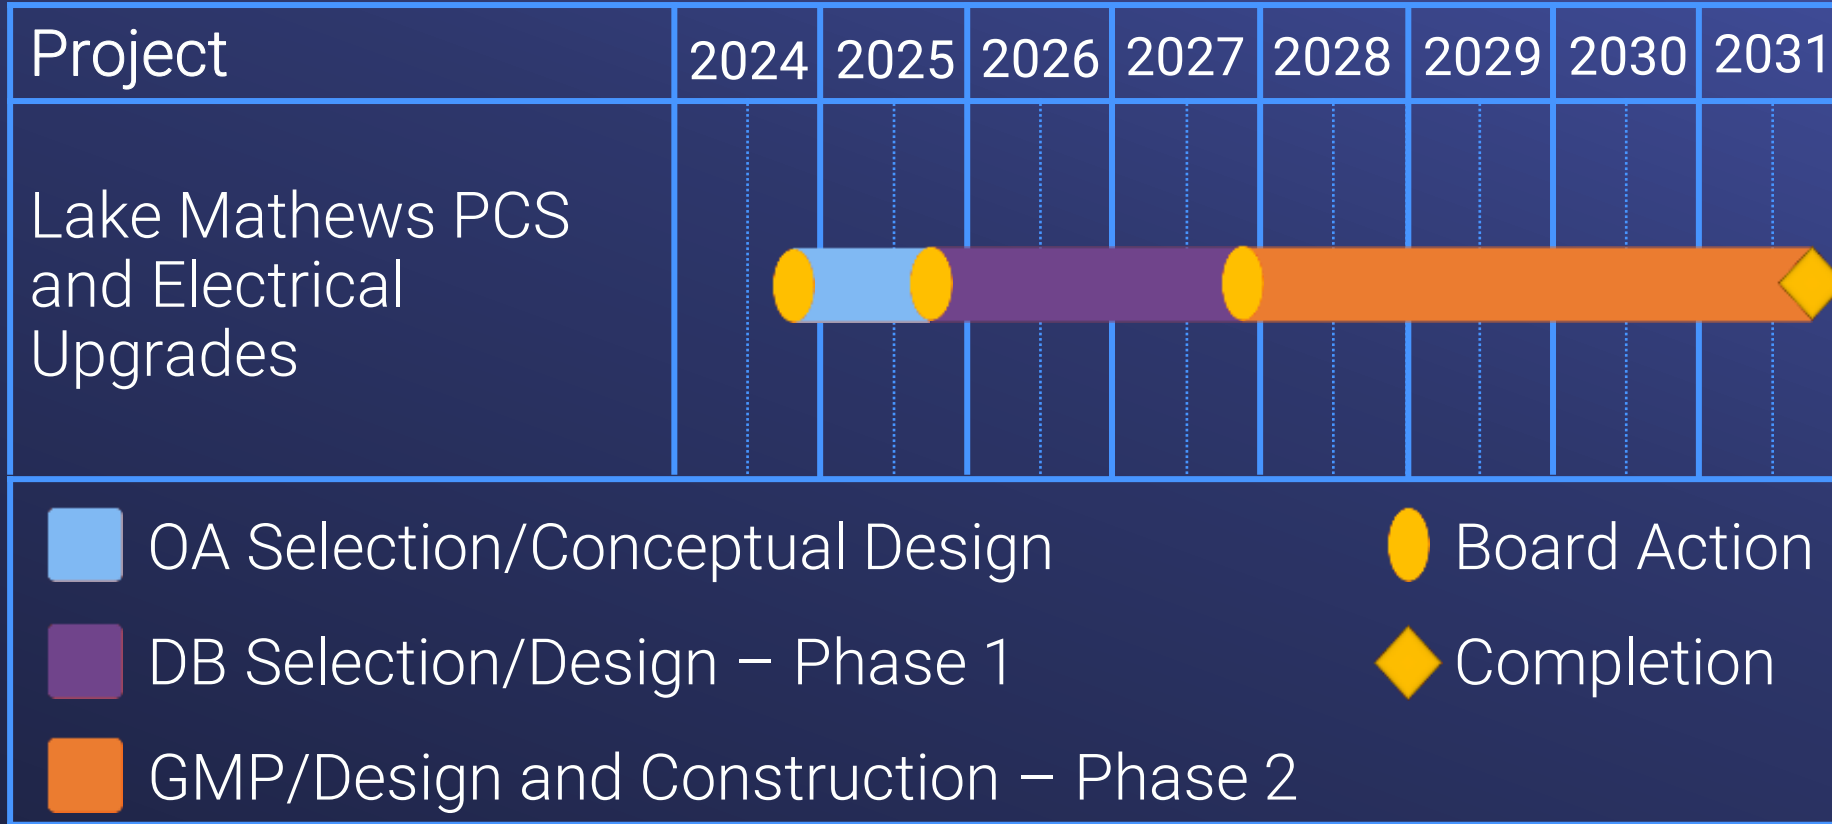 Project 2024 2025 2026 2027 2028 2029 2030 2031
Lake Mathews PCS
and Electrical
Upgrades
OA Selection/Conceptual Design
Board Action
DB Selection/Design – Phase 1
Completion
GMP/Design and Construction – Phase 2